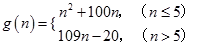 g(n) = { n² + 100n, (n ≤ 5)
109n − 20, (n > 5)